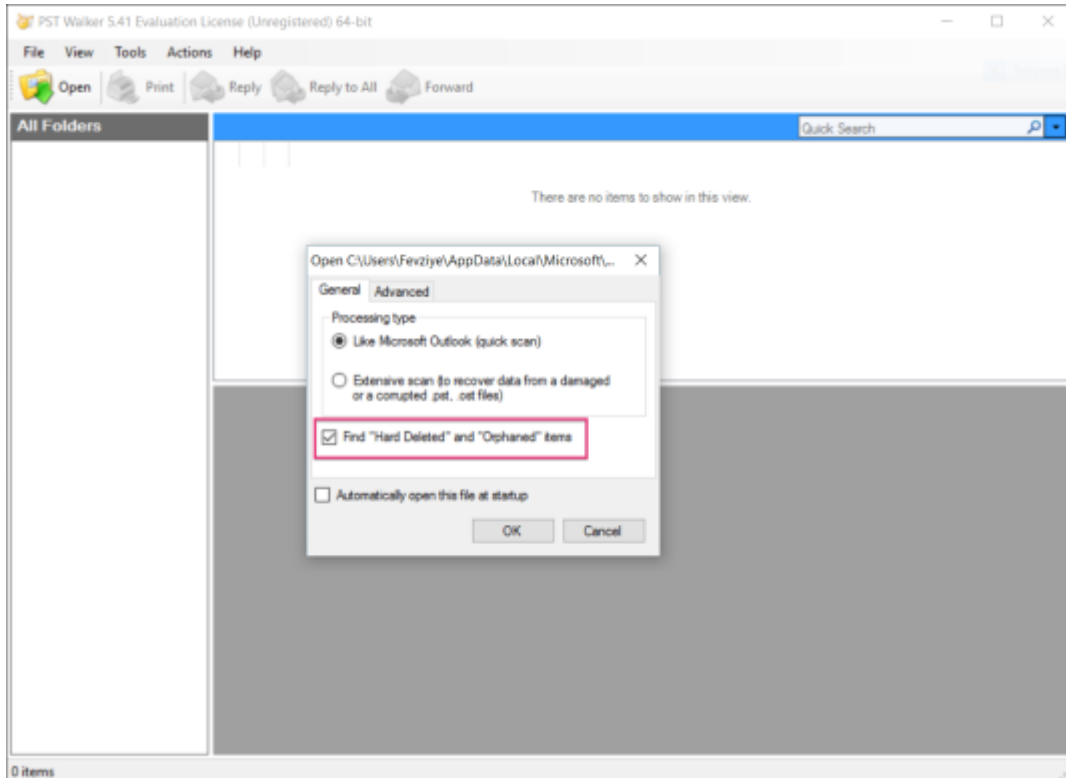 PST Walker 5.41 Evaluation License (Unregistered) 64-bit
File View Tools Actions Help
Open Print Reply Reply to All Forward
All Folders
Quick Search
There are no items to show in this view.
Open C:\Users\Fevziye\AppData\Local\Microsoft\...
General Advanced
Processing type
Like Microsoft Outlook (quick scan)
Extensive scan (to recover data from a damaged
or a corrupted .pst, .ost files)
Find "Hard Deleted" and "Orphaned" items
Automatically open this file at startup
OK Cancel
0 items